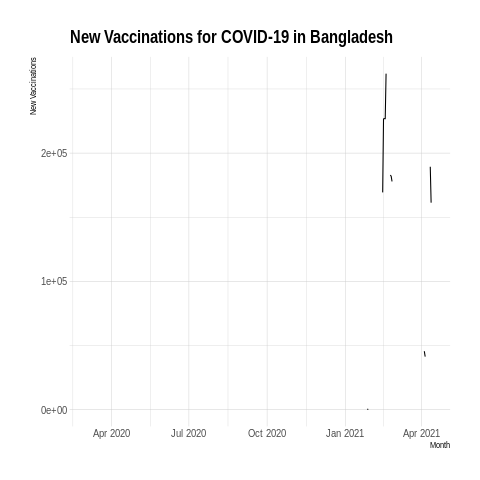 New Vaccinations for COVID-19 in Bangladesh
New Vaccinations
2e+05
1e+05
0e+00
Apr 2020 Jul 2020 Oct 2020 Jan 2021 Apr 2021
Month